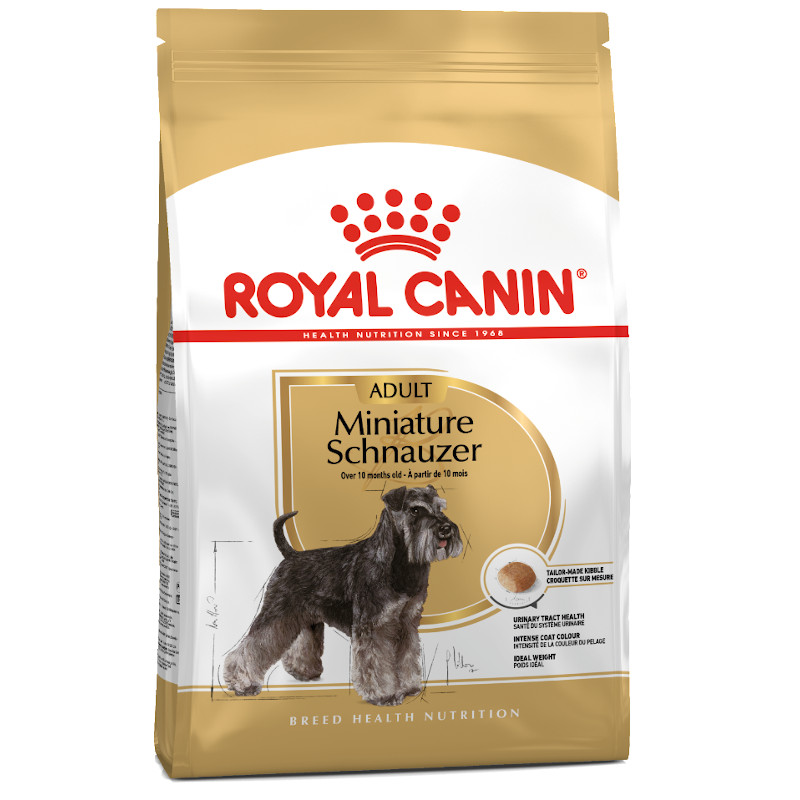 ROYAL CANIN®
HEALTH NUTRITION SINCE 1968
ADULT
Miniature
Schnauzer
Over 10 months old - À partir de 10 mois
TAILOR-MADE KIBBLE
CROQUETTE SUR MESURE
URINARY TRACT HEALTH
SANTÉ DU SYSTÈME URINAIRE
INTENSE COAT COLOUR
INTENSITÉ DE LA COULEUR DU PELAGE
IDEAL WEIGHT
POIDS IDÉAL
BREED HEALTH NUTRITION